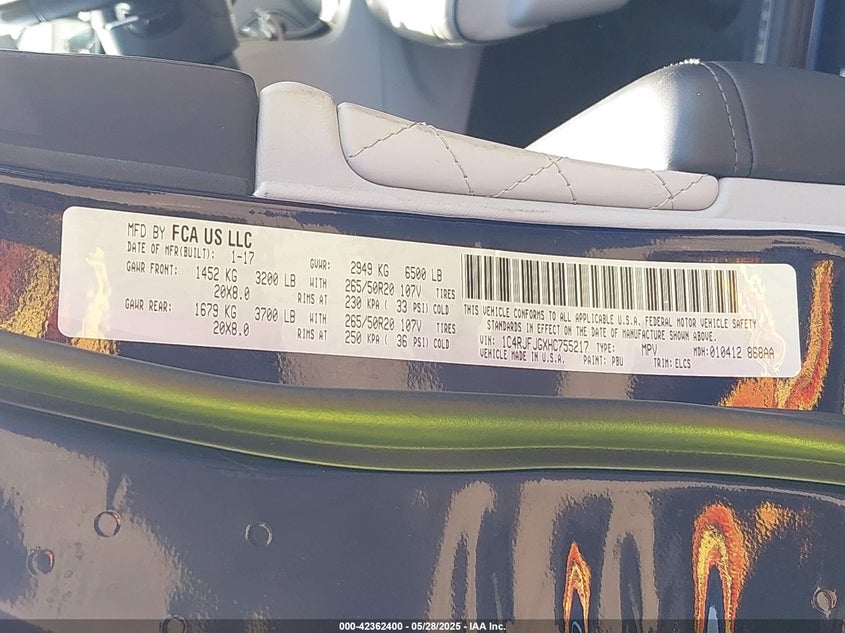 MFD BY FCA US LLC
DATE OF MFR(BUILT): 1-17 GVWR: 2949 KG 6500 LB
GAWR FRONT: 1452 KG 3200 LB WITH 265/50R20 107V TIRES
20X8.0 RIMS AT 230 KPA ( 33 PSI) COLD
GAWR REAR: 1679 KG 3700 LB WITH 265/50R20 107V TIRES
20X8.0 RIMS AT 250 KPA ( 36 PSI) COLD
THIS VEHICLE CONFORMS TO ALL APPLICABLE U.S.A. FEDERAL MOTOR VEHICLE SAFETY
STANDARDS IN EFFECT ON THE DATE OF MANUFACTURE SHOWN ABOVE.
VIN: 1C4RJFJGXHC755217 TYPE: MPV MDH: 010412 868AA
VEHICLE MADE IN U.S.A. PAINT: PBU TRIM: ELCS
000-42362400 - 05/28/2025 - IAA Inc.